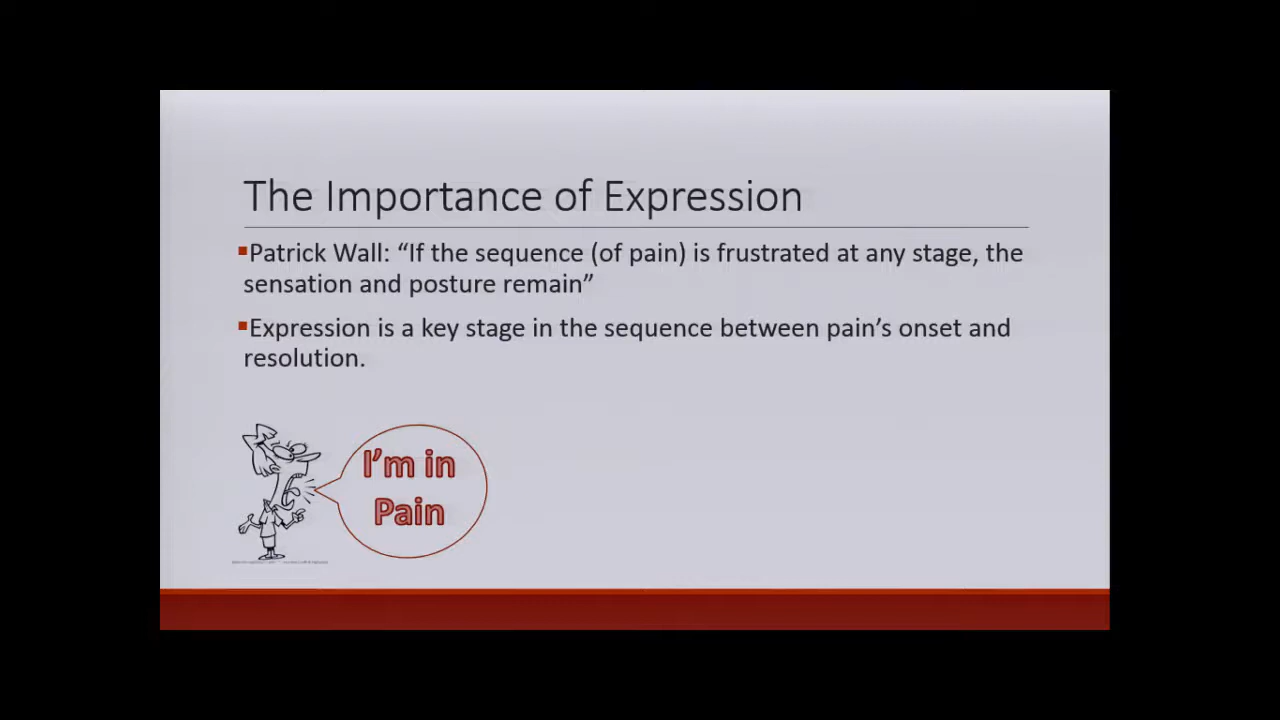 The Importance of Expression
▪Patrick Wall: “If the sequence (of pain) is frustrated at any stage, the
sensation and posture remain”
▪Expression is a key stage in the sequence between pain’s onset and
resolution.
I’m in
Pain